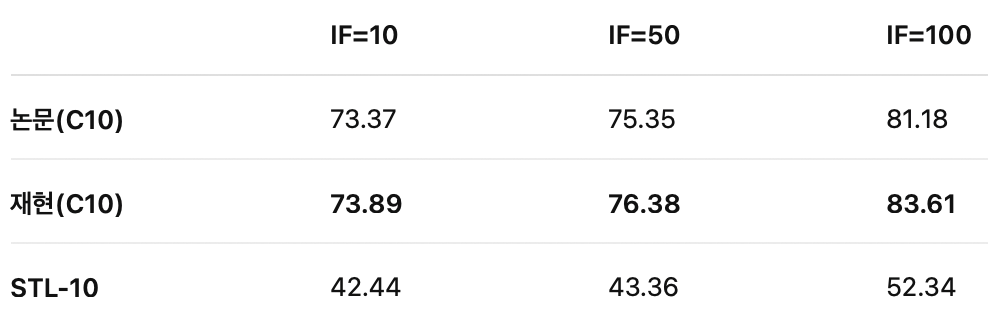 IF=10 IF=50 IF=100
논문(C10) 73.37 75.35 81.18
재현(C10) 73.89 76.38 83.61
STL-10 42.44 43.36 52.34